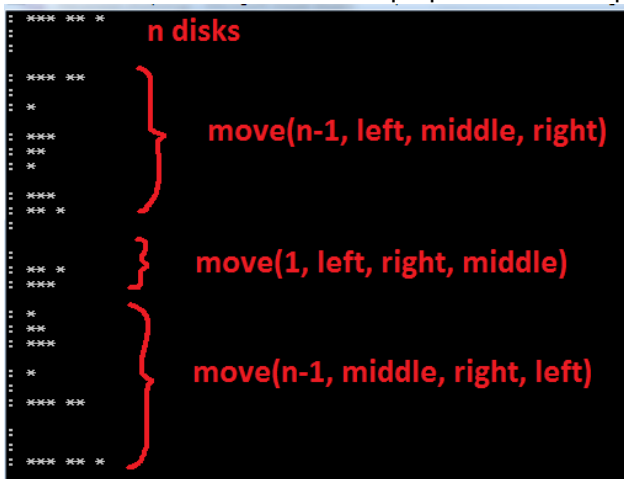 : *** ** *
n disks
:
:
: *** **
:
: *
move(n-1, left, middle, right)
: ***
: **
: *
: ***
: ** *
:
:
move(1, left, right, middle)
: ** *
: ***
: *
: **
: ***
move(n-1, middle, right, left)
: *
:
: *** **
:
:
: *** ** *